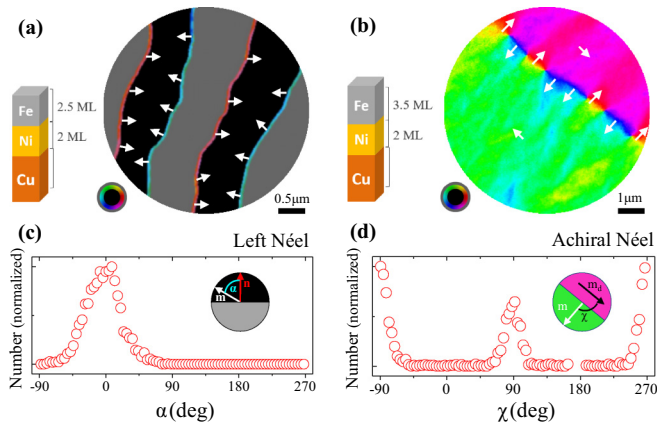 (a)
Fe
2.5 ML
Ni
2 ML
Cu
0.5μm
(b)
Fe
3.5 ML
Ni
2 ML
Cu
1μm
(c)
Left Néel
Number (normalized)
m
α
n
-90
0
90
180
270
α(deg)
(d)
Achiral Néel
Number (normalized)
m_d
m
χ
-90
0
90
180
270
χ(deg)